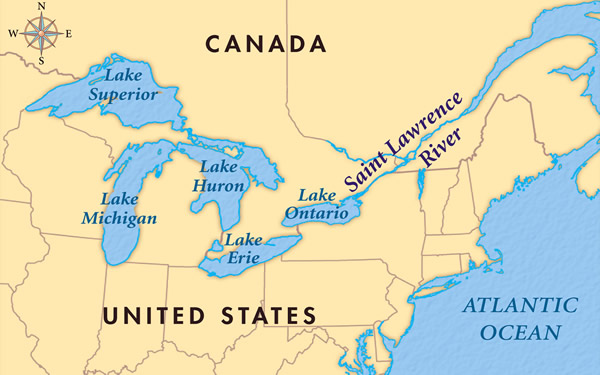 N
W E
S
CANADA
Lake
Superior
Saint Lawrence
River
Lake
Huron
Lake
Michigan
Lake
Ontario
Lake
Erie
UNITED STATES
ATLANTIC
OCEAN